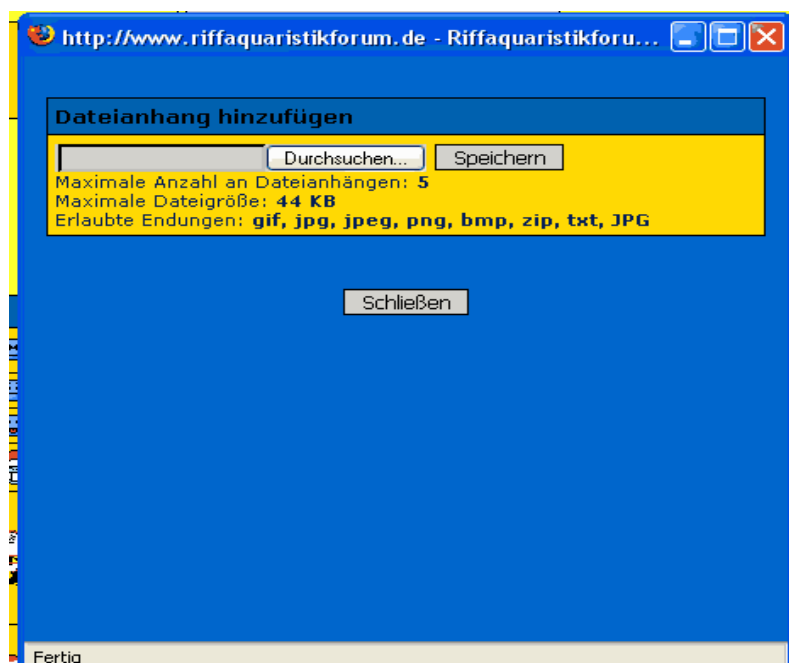 http://www.riffaquaristikforum.de - Riffaquaristikforu...
Dateianhang hinzufügen
Durchsuchen... Speichern
Maximale Anzahl an Dateianhängen: 5
Maximale Dateigröße: 44 KB
Erlaubte Endungen: gif, jpg, jpeg, png, bmp, zip, txt, JPG
Schließen
Fertig